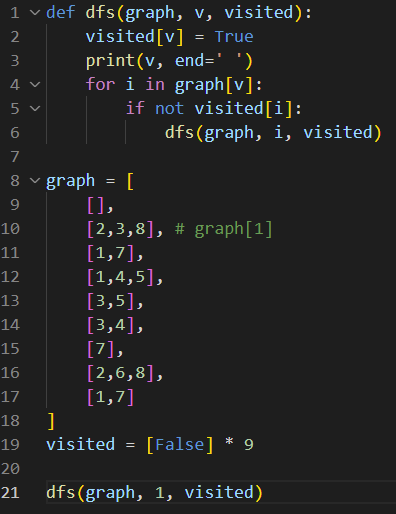 1 def dfs(graph, v, visited):
2     visited[v] = True
3     print(v, end=' ')
4     for i in graph[v]:
5         if not visited[i]:
6             dfs(graph, i, visited)
7
8 graph = [
9     [],
10     [2,3,8], # graph[1]
11     [1,7],
12     [1,4,5],
13     [3,5],
14     [3,4],
15     [7],
16     [2,6,8],
17     [1,7]
18 ]
19 visited = [False] * 9
20
21 dfs(graph, 1, visited)